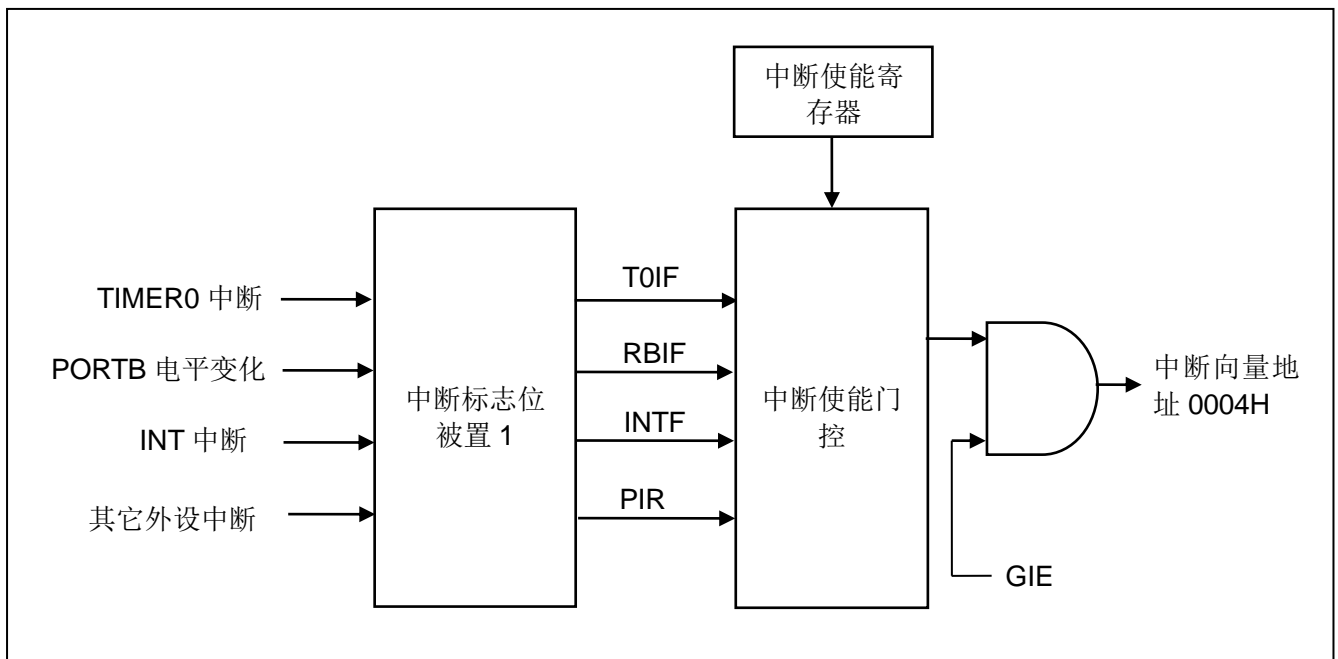 中断使能寄
存器
TIMER0 中断
PORTB 电平变化
INT 中断
其它外设中断
中断标志位
被置 1
T0IF
RBIF
INTF
PIR
中断使能门
控
中断向量地
址 0004H
GIE